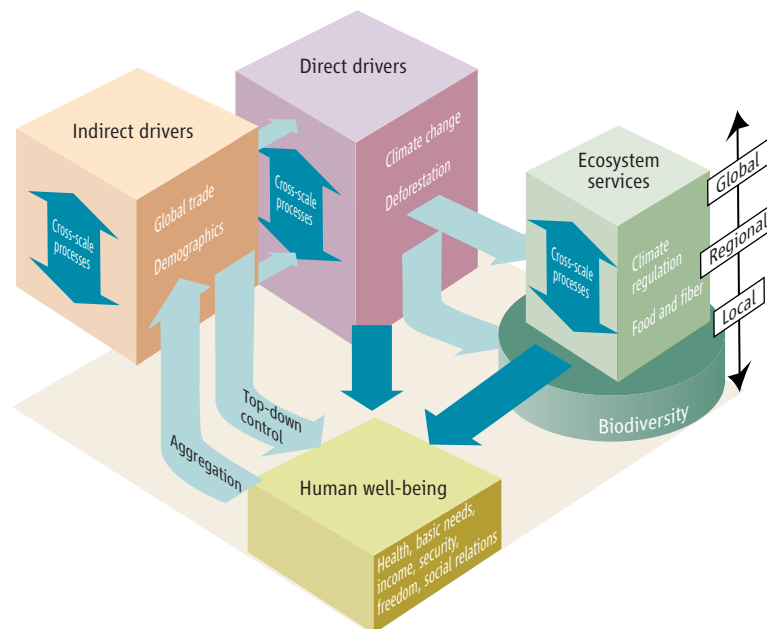 Direct drivers
Indirect drivers
Cross-scale
processes
Global trade
Demographics
Cross-scale
processes
Climate change
Deforestation
Ecosystem
services
Cross-scale
processes
Climate
regulation
Food and fiber
Global
Regional
Local
Biodiversity
Top-down
control
Aggregation
Human well-being
Health, basic needs,
income, security,
freedom, social relations